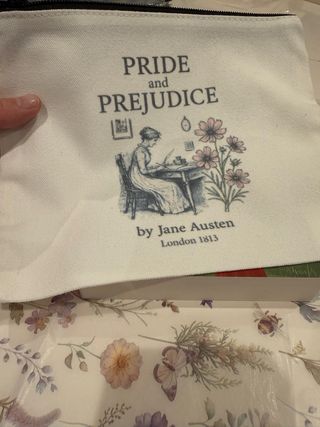 PRIDE
and
PREJUDICE
by Jane Austen
London 1813